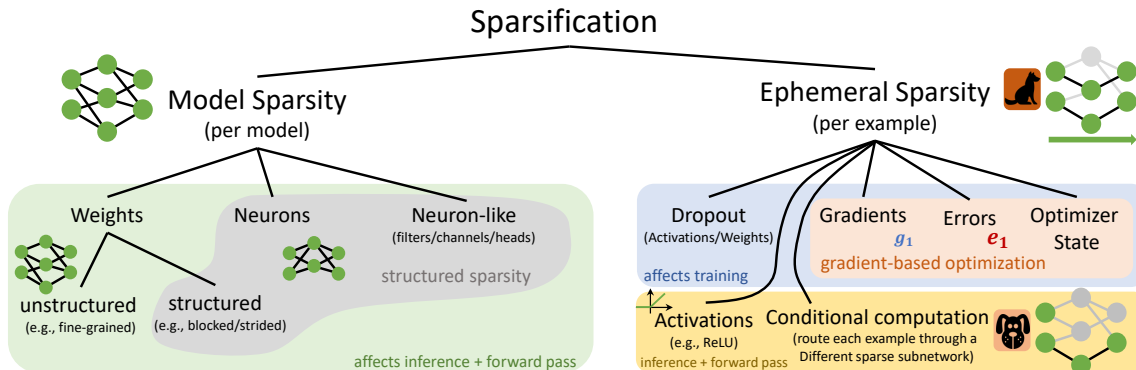 Sparsification
Model Sparsity
(per model)
Ephemeral Sparsity
(per example)
Weights
Neurons
Neuron-like
(filters/channels/heads)
structured sparsity
unstructured
(e.g., fine-grained)
structured
(e.g., blocked/strided)
affects inference + forward pass
Dropout
(Activations/Weights)
affects training
Gradients
g₁
Errors
e₁
Optimizer
State
gradient-based optimization
Activations
(e.g., ReLU)
inference + forward pass
Conditional computation
(route each example through a
Different sparse subnetwork)